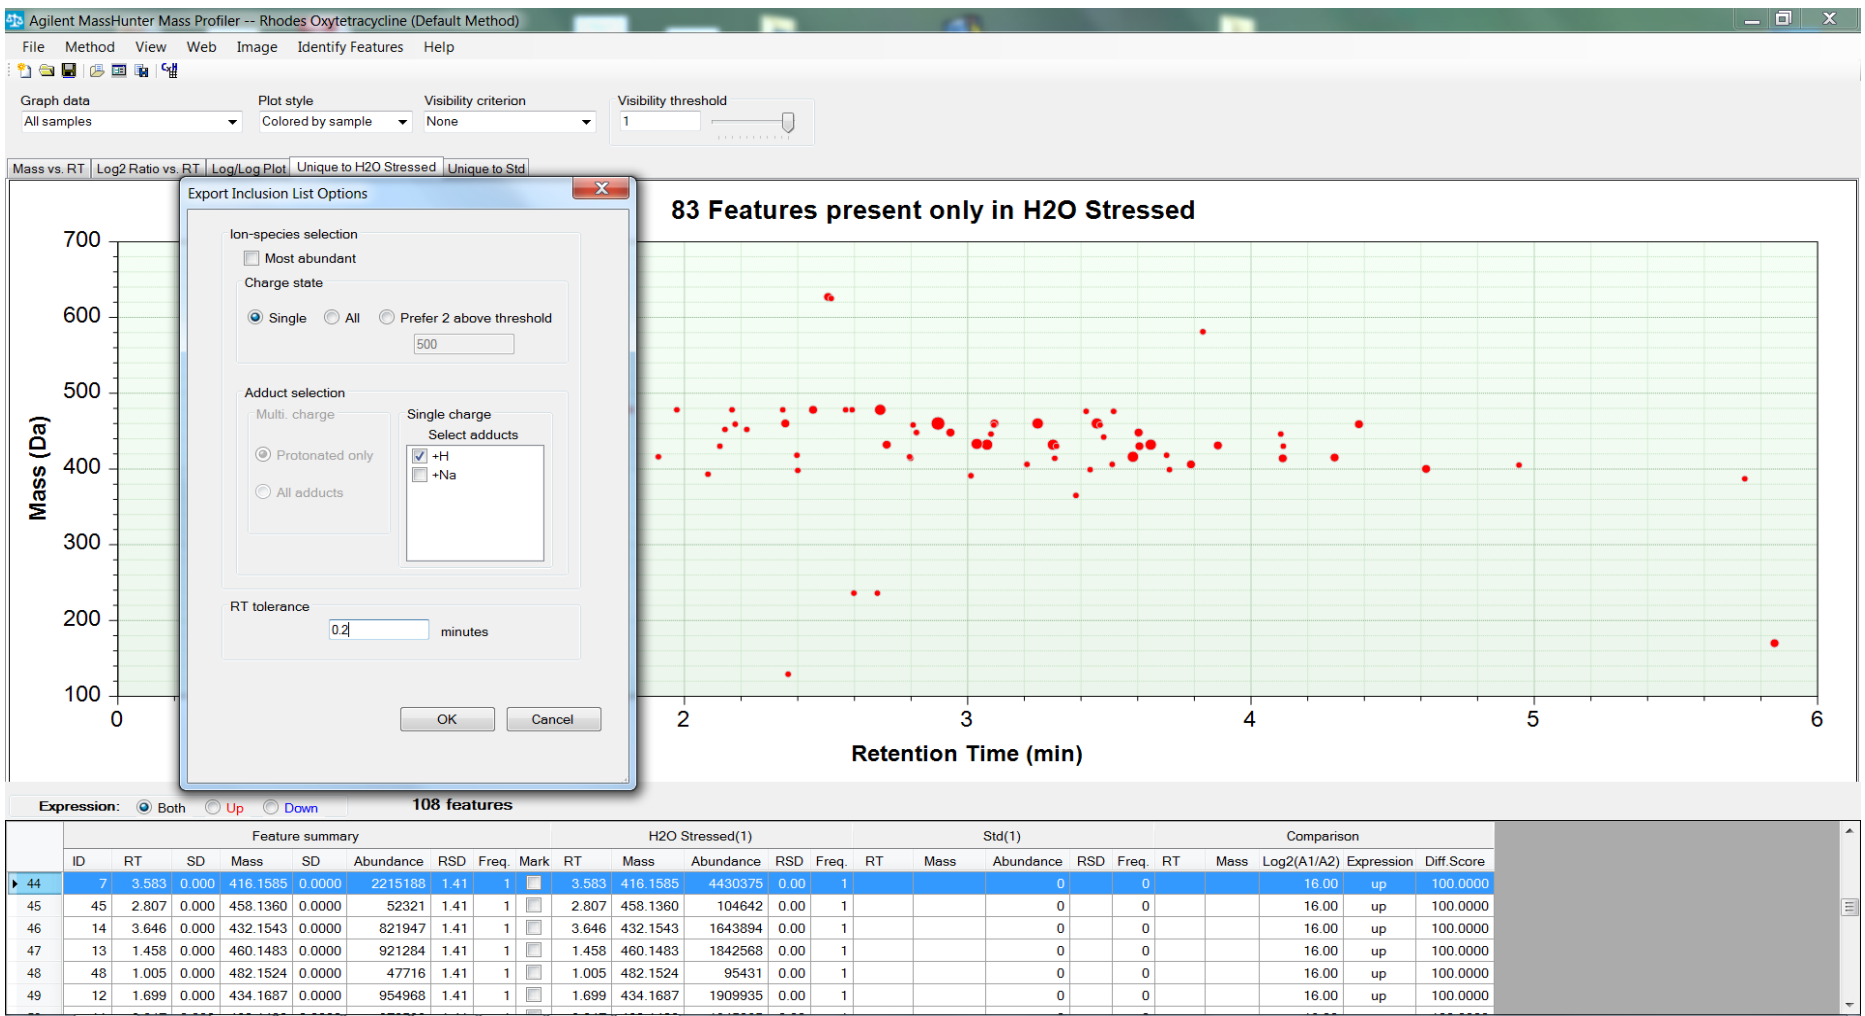 Agilent MassHunter Mass Profiler -- Rhodes Oxytetracycline (Default Method)
File Method View Web Image Identify Features Help
Graph data Plot style Visibility criterion Visibility threshold
All samples Colored by sample None 1
Mass vs. RT Log2 Ratio vs. RT Log/Log Plot Unique to H2O Stressed Unique to Std
Export Inclusion List Options
Ion-species selection
Most abundant
Charge state
Single All Prefer 2 above threshold
500
Adduct selection
Multi. charge
Protonated only
All adducts
Single charge
Select adducts
+H
+Na
RT tolerance
0.2 minutes
OK Cancel
83 Features present only in H2O Stressed
Mass (Da)
700
600
500
400
300
200
100
0 2 3 4 5 6
Retention Time (min)
Expression: Both Up Down 108 features
Feature summary H2O Stressed(1) Std(1) Comparison
ID RT SD Mass SD Abundance RSD Freq. Mark RT Mass Abundance RSD Freq. RT Mass Abundance RSD Freq. RT Mass Log2(A1/A2) Expression Diff.Score
44 7 3.583 0.000 416.1585 0.0000 2215188 1.41 1 3.583 416.1585 4430375 0.00 1 0 0 16.00 up 100.0000
45 45 2.807 0.000 458.1360 0.0000 52321 1.41 1 2.807 458.1360 104642 0.00 1 0 0 16.00 up 100.0000
46 14 3.646 0.000 432.1543 0.0000 821947 1.41 1 3.646 432.1543 1643894 0.00 1 0 0 16.00 up 100.0000
47 13 1.458 0.000 460.1483 0.0000 921284 1.41 1 1.458 460.1483 1842568 0.00 1 0 0 16.00 up 100.0000
48 48 1.005 0.000 482.1524 0.0000 47716 1.41 1 1.005 482.1524 95431 0.00 1 0 0 16.00 up 100.0000
49 12 1.699 0.000 434.1687 0.0000 954968 1.41 1 1.699 434.1687 1909935 0.00 1 0 0 16.00 up 100.0000